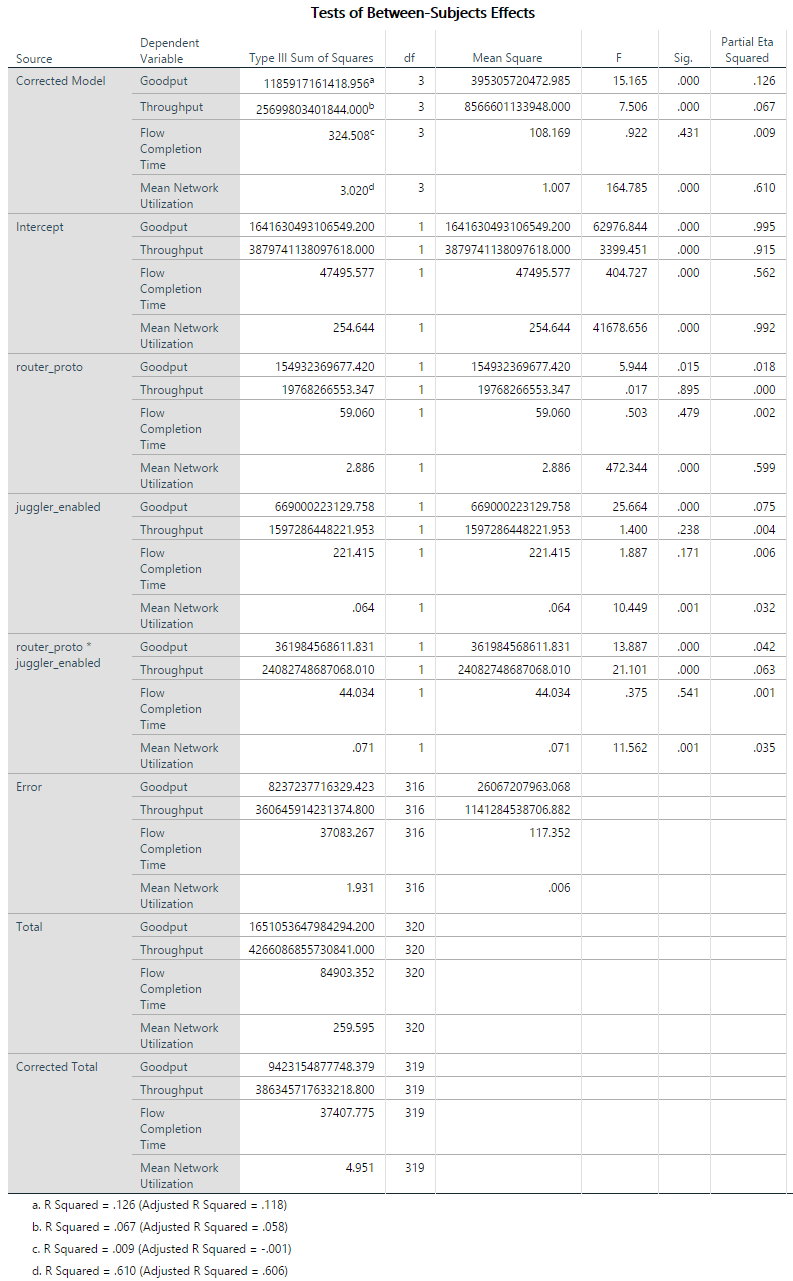 Tests of Between-Subjects Effects
Source Dependent Variable Type III Sum of Squares df Mean Square F Sig. Partial Eta Squared
Corrected Model Goodput 1185917161418.956a 3 395305720472.985 15.165 .000 .126
Throughput 25699803401844.000b 3 8566601133948.000 7.506 .000 .067
Flow Completion Time 324.508c 3 108.169 .922 .431 .009
Mean Network Utilization 3.020d 3 1.007 164.785 .000 .610
Intercept Goodput 1641630493106549.200 1 1641630493106549.200 62976.844 .000 .995
Throughput 3879741138097618.000 1 3879741138097618.000 3399.451 .000 .915
Flow Completion Time 47495.577 1 47495.577 404.727 .000 .562
Mean Network Utilization 254.644 1 254.644 41678.656 .000 .992
router_proto Goodput 154932369677.420 1 154932369677.420 5.944 .015 .018
Throughput 19768266553.347 1 19768266553.347 .017 .895 .000
Flow Completion Time 59.060 1 59.060 .503 .479 .002
Mean Network Utilization 2.886 1 2.886 472.344 .000 .599
juggler_enabled Goodput 669000223129.758 1 669000223129.758 25.664 .000 .075
Throughput 1597286448221.953 1 1597286448221.953 1.400 .238 .004
Flow Completion Time 221.415 1 221.415 1.887 .171 .006
Mean Network Utilization .064 1 .064 10.449 .001 .032
router_proto * juggler_enabled Goodput 361984568611.831 1 361984568611.831 13.887 .000 .042
Throughput 24082748687068.010 1 24082748687068.010 21.101 .000 .063
Flow Completion Time 44.034 1 44.034 .375 .541 .001
Mean Network Utilization .071 1 .071 11.562 .001 .035
Error Goodput 8237237716329.423 316 26067207963.068
Throughput 360645914231374.800 316 1141284538706.882
Flow Completion Time 37083.267 316 117.352
Mean Network Utilization 1.931 316 .006
Total Goodput 1651053647984294.200 320
Throughput 4266086855730841.000 320
Flow Completion Time 84903.352 320
Mean Network Utilization 259.595 320
Corrected Total Goodput 9423154877748.379 319
Throughput 386345717633218.800 319
Flow Completion Time 37407.775 319
Mean Network Utilization 4.951 319
a. R Squared = .126 (Adjusted R Squared = .118)
b. R Squared = .067 (Adjusted R Squared = .058)
c. R Squared = .009 (Adjusted R Squared = -.001)
d. R Squared = .610 (Adjusted R Squared = .606)